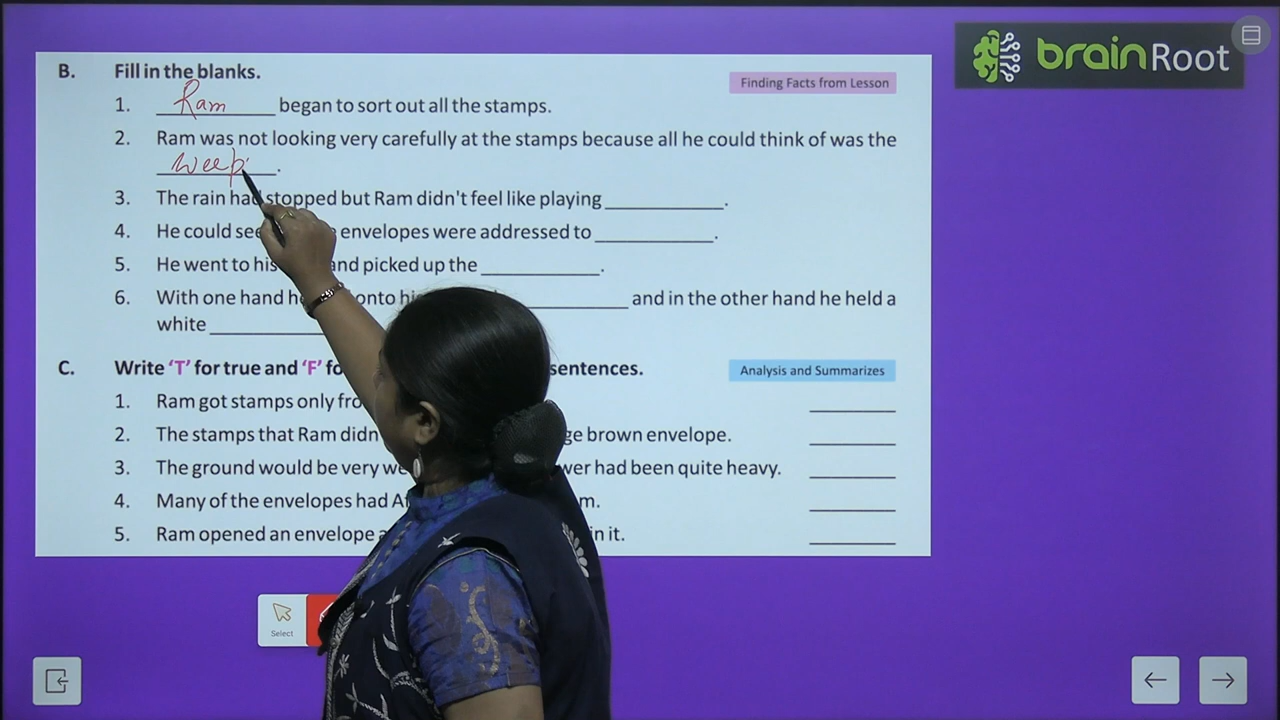 brainRoot
B. Fill in the blanks.
Finding Facts from Lesson
1. Ram began to sort out all the stamps.
2. Ram was not looking very carefully at the stamps because all he could think of was the
weep.
3. The rain had stopped but Ram didn't feel like playing ____________.
4. He could see envelopes were addressed to ____________.
5. He went to his and picked up the ____________.
6. With one hand he onto ____________ and in the other hand he held a
white ____________
C. Write 'T' for true and 'F' sentences.
Analysis and Summarizes
1. Ram got stamps only
2. The stamps that Ram brown envelope.
3. The ground would be very had been quite heavy.
4. Many of the envelopes had
5. Ram opened an envelope in it.
Select